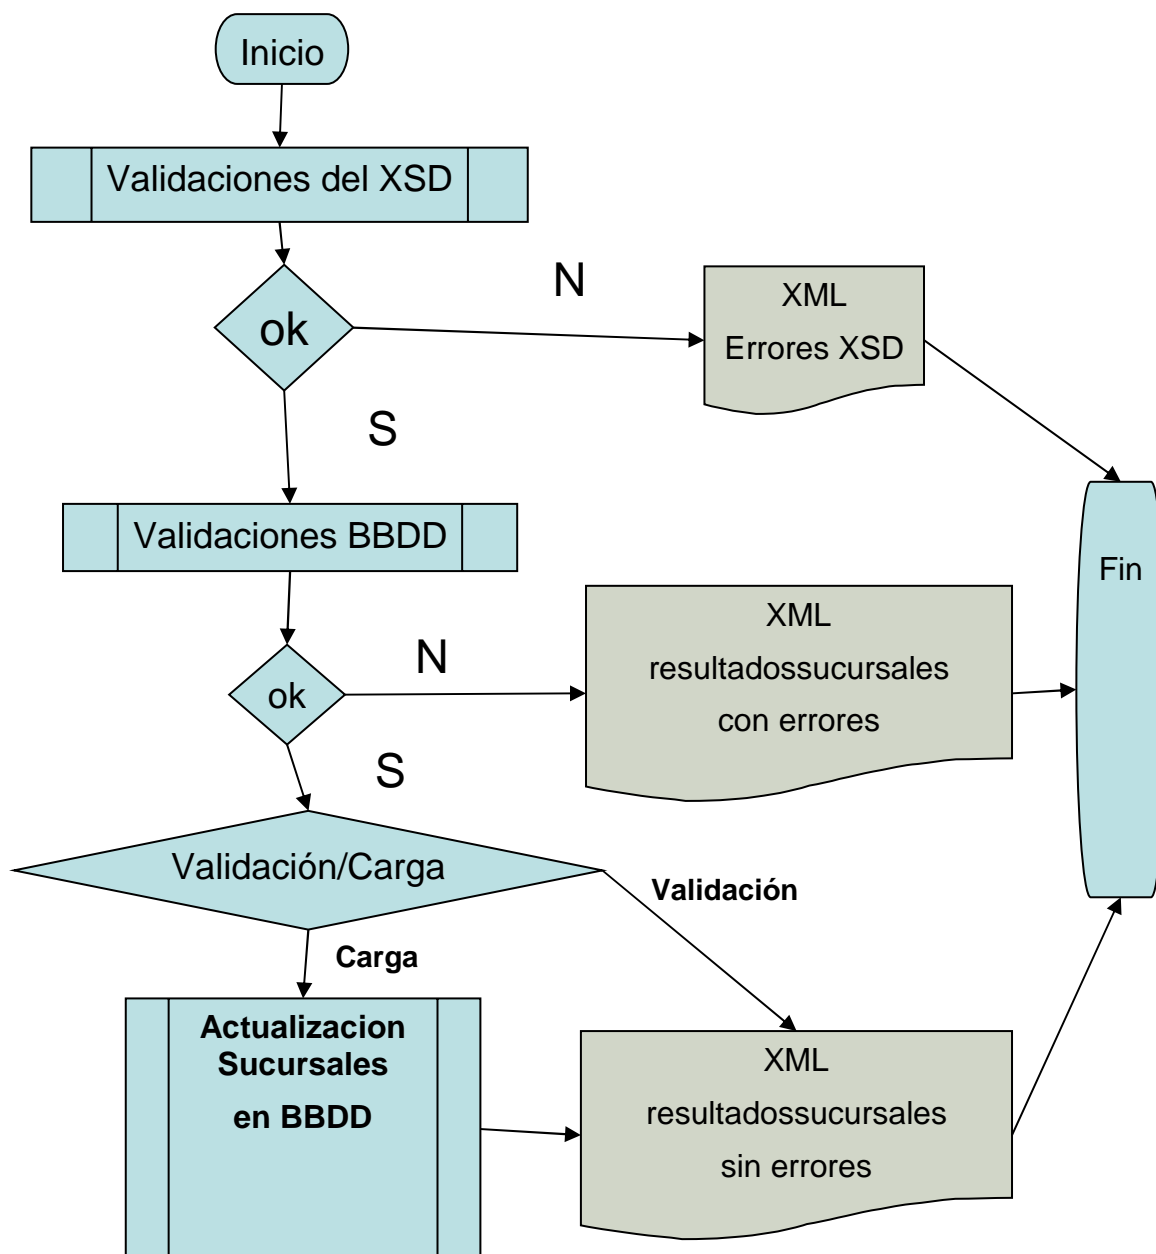 Inicio
Validaciones del XSD
ok
N
XML
Errores XSD
S
Validaciones BBDD
Fin
ok
N
XML
resultadossucursales
con errores
S
Validación/Carga
Validación
Carga
Actualizacion
Sucursales
en BBDD
XML
resultadossucursales
sin errores